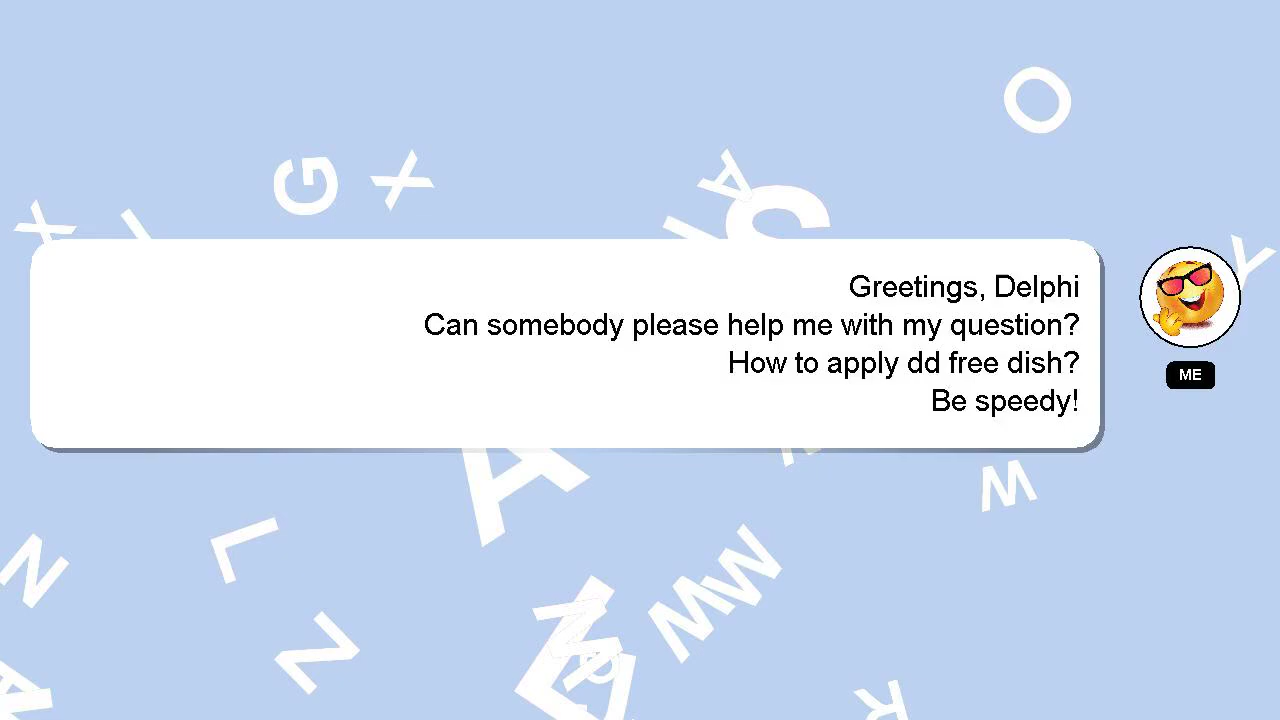 Greetings, Delphi
Can somebody please help me with my question?
How to apply dd free dish?
Be speedy!
ME
O
G
X
A
X
I
I
C
Y
A
W
L
N
W
W
Z
Z
A
R